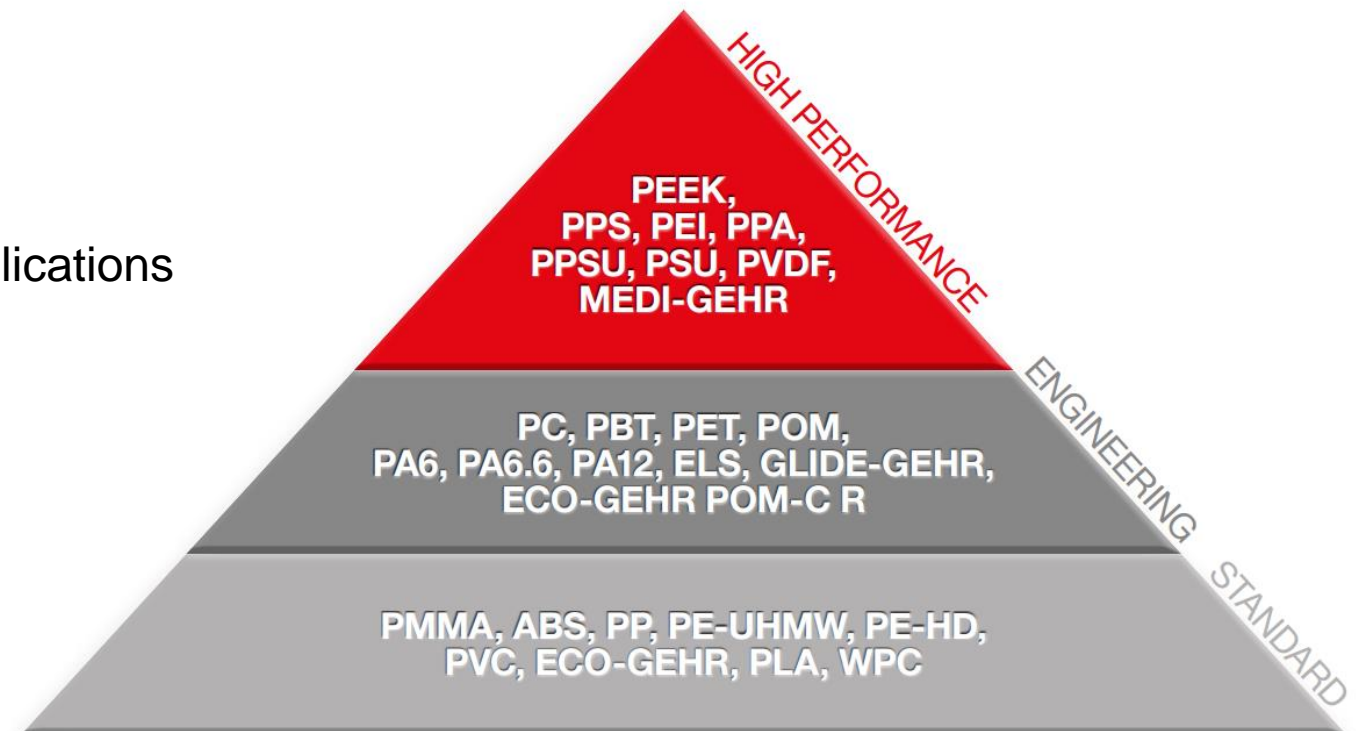 HIGH PERFORMANCE
PEEK,
PPS, PEI, PPA,
PPSU, PSU, PVDF,
MEDI-GEHR
lications
ENGINEERING
PC, PBT, PET, POM,
PA6, PA6.6, PA12, ELS, GLIDE-GEHR,
ECO-GEHR POM-C R
STANDARD
PMMA, ABS, PP, PE-UHMW, PE-HD,
PVC, ECO-GEHR, PLA, WPC